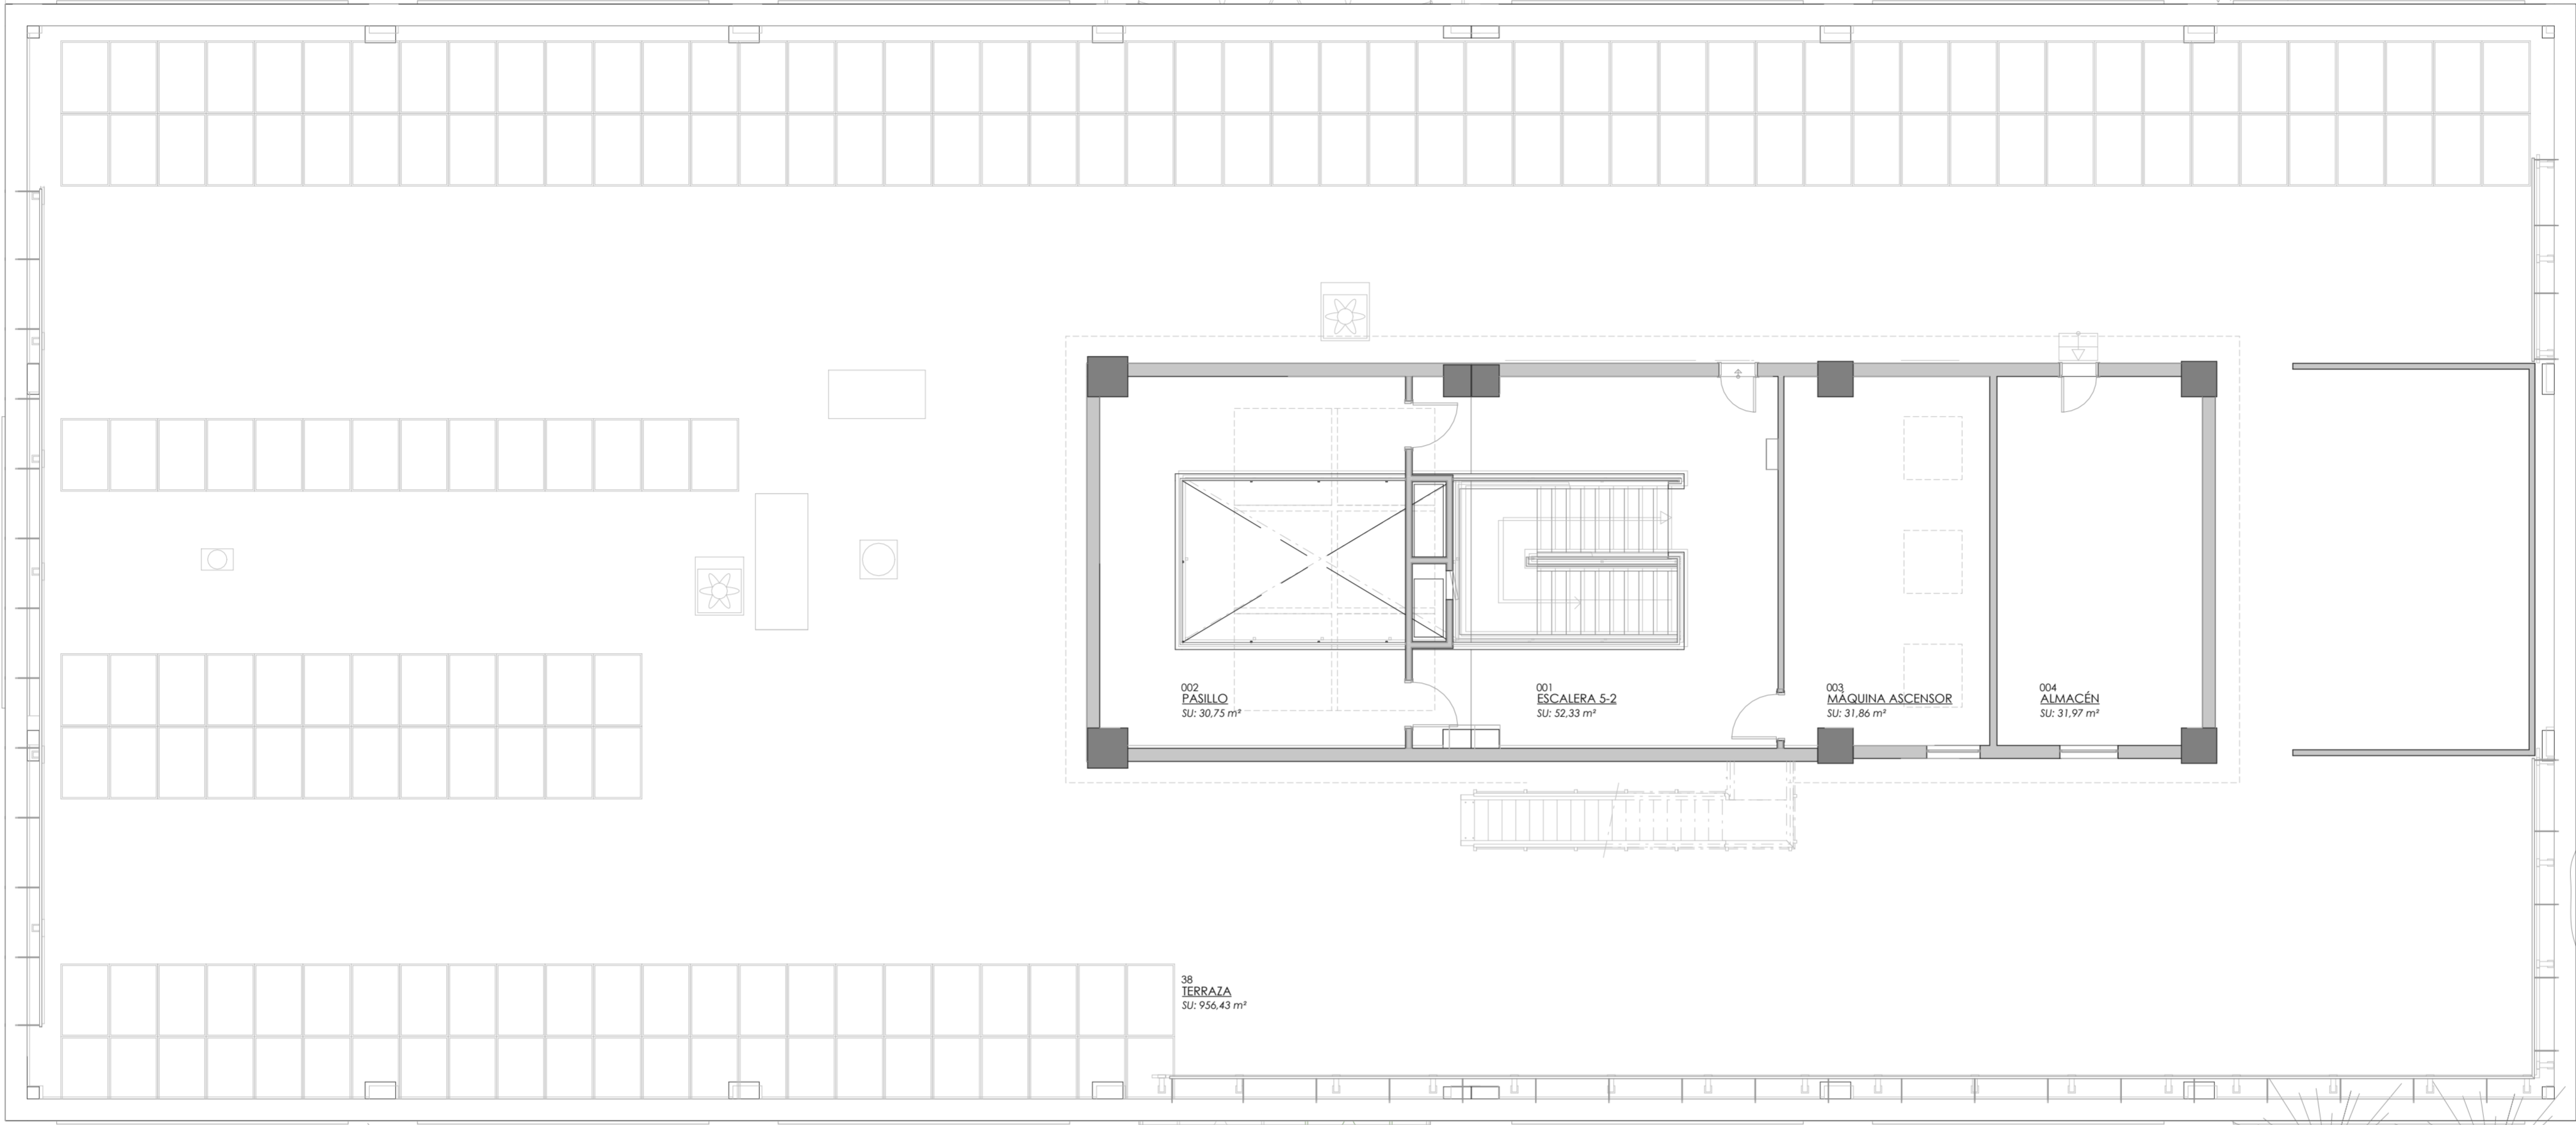 002
PASILLO
SU: 30,75 m²
001
ESCALERA 5-2
SU: 52,33 m²
003
MÁQUINA ASCENSOR
SU: 31,86 m²
004
ALMACÉN
SU: 31,97 m²
38
TERRAZA
SU: 956,43 m²